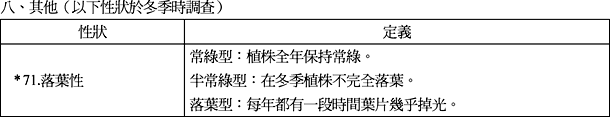 八、其他（以下性狀於冬季時調查）
性狀 定義
常綠型：植株全年保持常綠。
*71.落葉性 半常綠型：在冬季植株不完全落葉。
落葉型：每年都有一段時間葉片幾乎掉光。